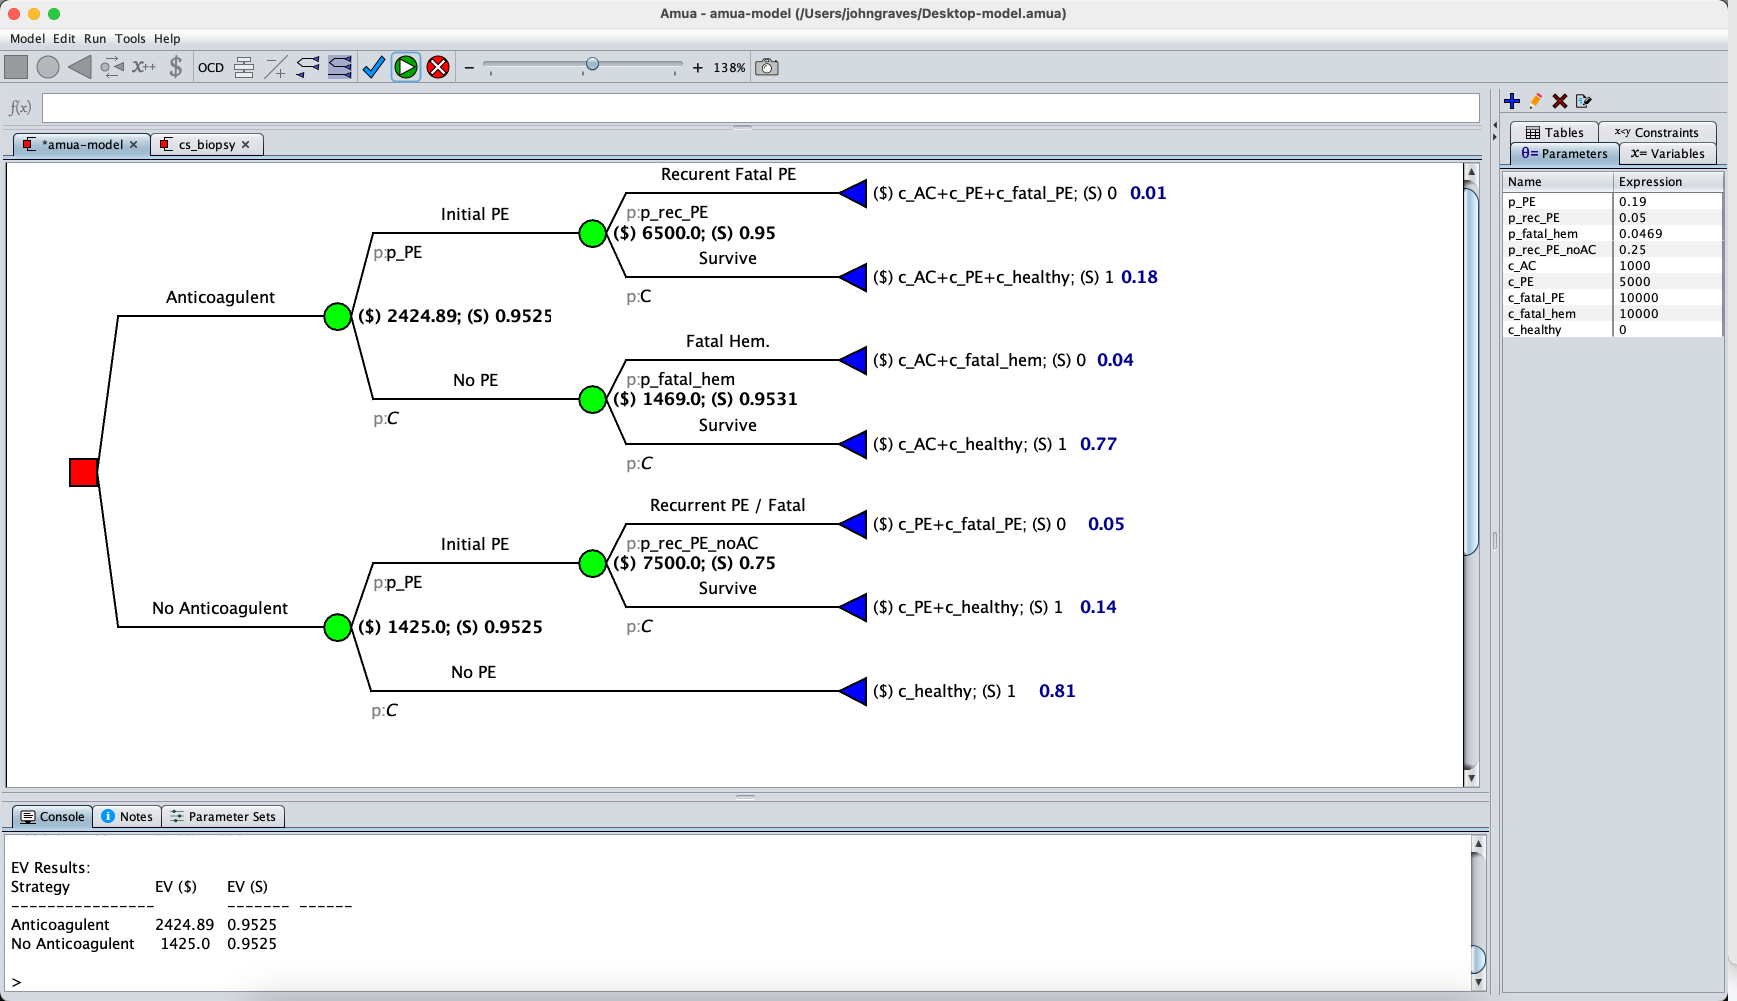 Amua - amua-model (/Users/johngraves/Desktop-model.amua)
Model Edit Run Tools Help
x++ $ OCD − + 138%
f(x)
*amua-model × cs_biopsy ×
Tables x<y Constraints
θ= Parameters x= Variables
Name Expression
p_PE 0.19
p_rec_PE 0.05
p_fatal_hem 0.0469
p_rec_PE_noAC 0.25
c_AC 1000
c_PE 5000
c_fatal_PE 10000
c_fatal_hem 10000
c_healthy 0
Recurent Fatal PE
($) c_AC+c_PE+c_fatal_PE; (S) 0 0.01
Initial PE
p:p_rec_PE
($) 6500.0; (S) 0.95
p:p_PE
Survive
($) c_AC+c_PE+c_healthy; (S) 1 0.18
p:C
Anticoagulent
($) 2424.89; (S) 0.9525
Fatal Hem.
($) c_AC+c_fatal_hem; (S) 0 0.04
No PE
p:p_fatal_hem
($) 1469.0; (S) 0.9531
p:C
Survive
($) c_AC+c_healthy; (S) 1 0.77
p:C
Recurrent PE / Fatal
($) c_PE+c_fatal_PE; (S) 0 0.05
Initial PE
p:p_rec_PE_noAC
($) 7500.0; (S) 0.75
p:p_PE
Survive
($) c_PE+c_healthy; (S) 1 0.14
p:C
No Anticoagulent
($) 1425.0; (S) 0.9525
No PE
($) c_healthy; (S) 1 0.81
p:C
Console Notes Parameter Sets
EV Results:
Strategy EV ($) EV (S)
---------------- ------- ------
Anticoagulent 2424.89 0.9525
No Anticoagulent 1425.0 0.9525
>